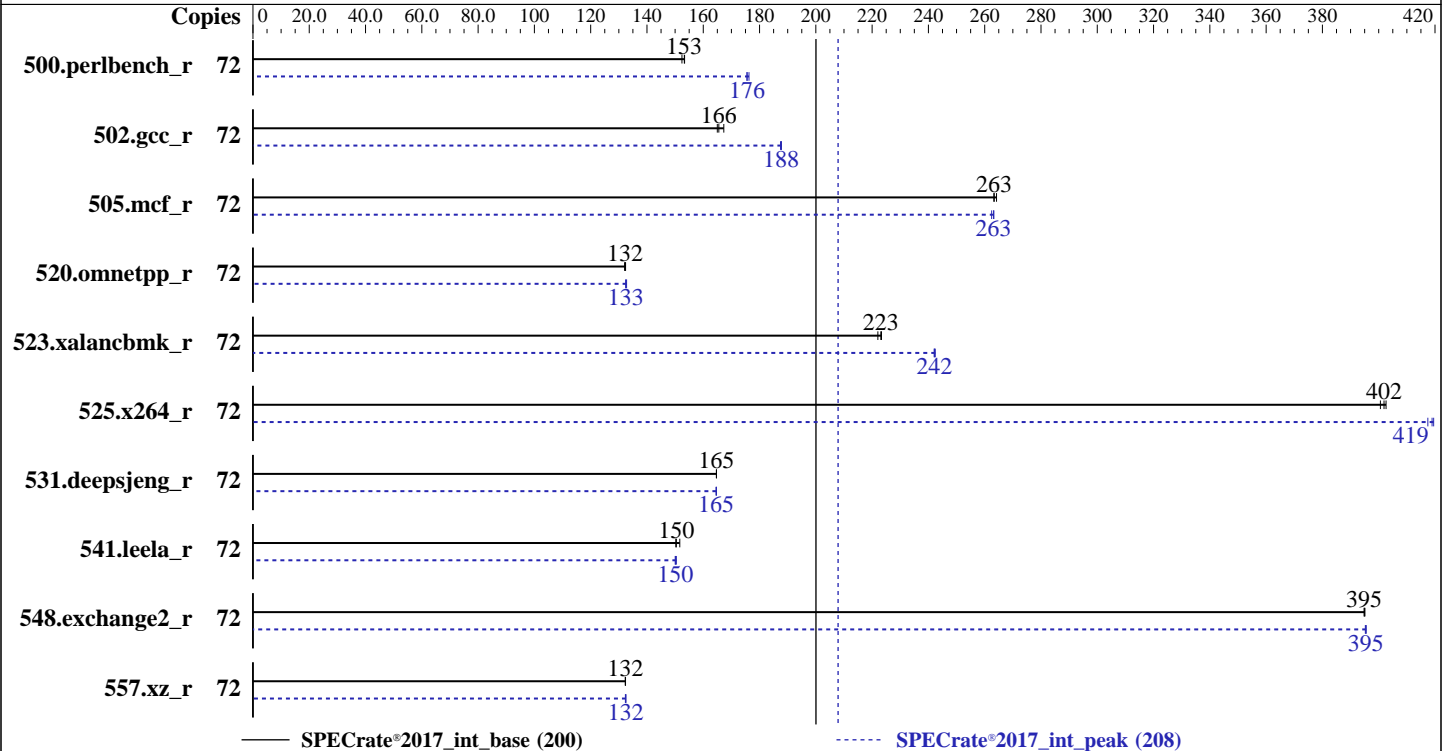 Copies 0 20.0 40.0 60.0 80.0 100 120 140 160 180 200 220 240 260 280 300 320 340 360 380 420
153
500.perlbench_r 72
176
166
502.gcc_r 72
188
263
505.mcf_r 72
263
132
520.omnetpp_r 72
133
223
523.xalancbmk_r 72
242
402
525.x264_r 72
419
165
531.deepsjeng_r 72
165
150
541.leela_r 72
150
395
548.exchange2_r 72
395
132
557.xz_r 72
132
SPECrate®2017_int_base (200) SPECrate®2017_int_peak (208)